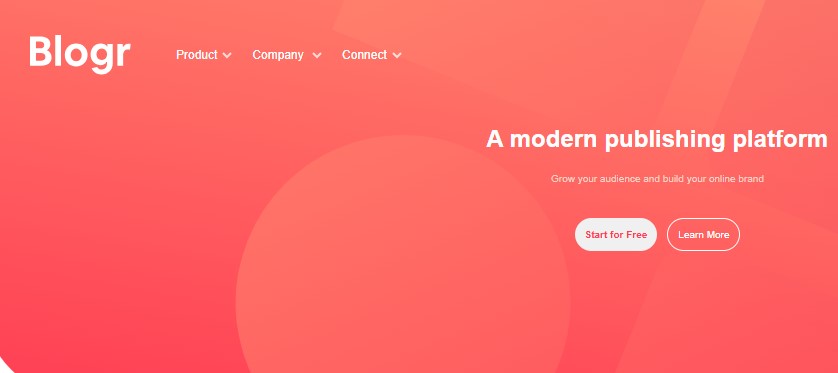 Blogr
Product Company Connect
A modern publishing platform
Grow your audience and build your online brand
Start for Free Learn More